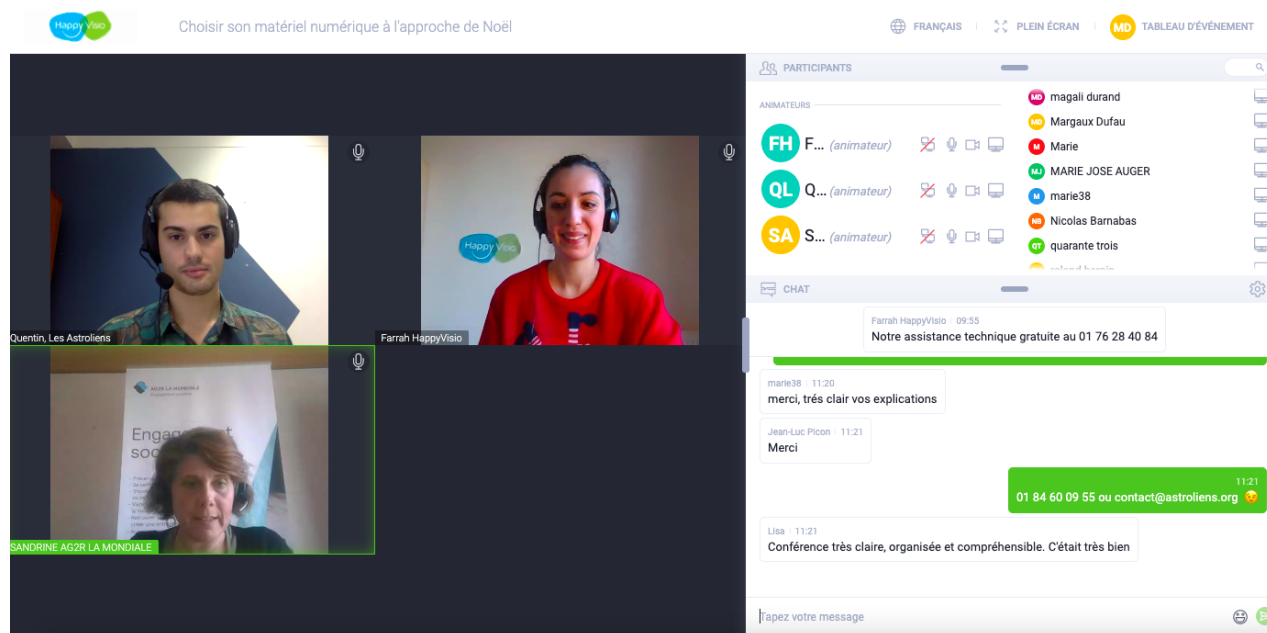 Happy Visio
Choisir son matériel numérique à l'approche de Noël
FRANÇAIS
PLEIN ÉCRAN
MD
TABLEAU D'ÉVÉNEMENT
Quentin, Les Astroliens
Happy Visio
Farrah HappyVisio
AG2R LA MONDIALE
SANDRINE AG2R LA MONDIALE
PARTICIPANTS
ANIMATEURS
FH F... (animateur)
QL Q... (animateur)
SA S... (animateur)
MD magali durand
MD Margaux Dufau
M Marie
MJ MARIE JOSE AUGER
M marie38
NB Nicolas Barnabas
QT quarante trois
CHAT
Farrah HappyVisio 09:55
Notre assistance technique gratuite au 01 76 28 40 84
marie38 11:20
merci, trés clair vos explications
Jean-Luc Picon 11:21
Merci
11:21
01 84 60 09 55 ou contact@astroliens.org 😉
Lisa 11:21
Conférence très claire, organisée et compréhensible. C'était très bien
Tapez votre message